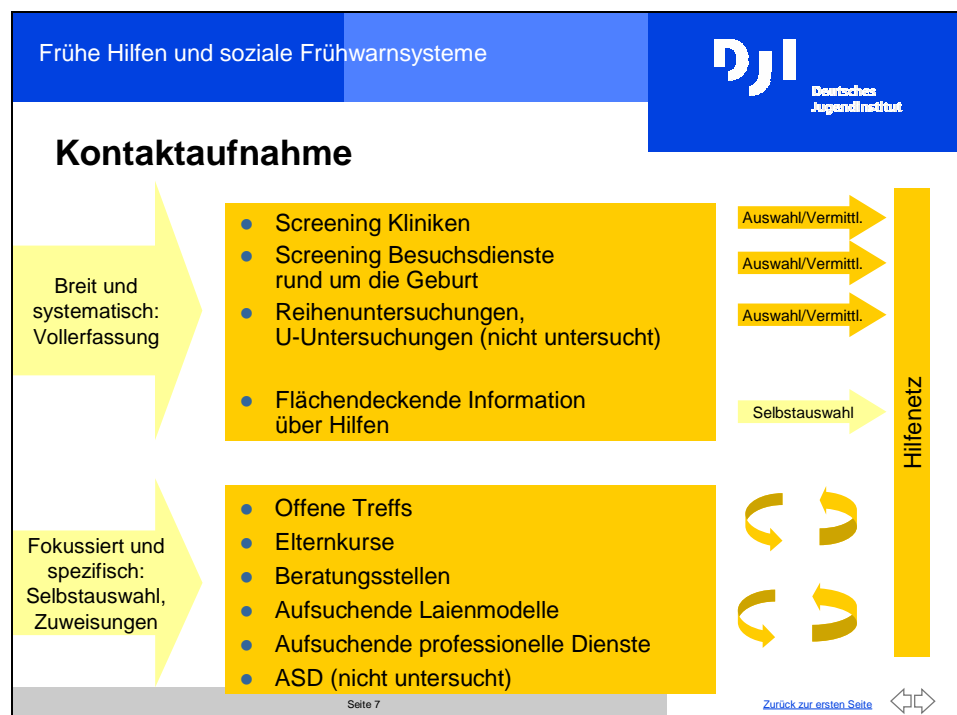 Frühe Hilfen und soziale Frühwarnsysteme
DJI
Deutsches
Jugendinstitut
Kontaktaufnahme
Breit und
systematisch:
Vollerfassung
Screening Kliniken
Screening Besuchsdienste
rund um die Geburt
Reihenuntersuchungen,
U-Untersuchungen (nicht untersucht)
Flächendeckende Information
über Hilfen
Auswahl/Vermittl.
Auswahl/Vermittl.
Auswahl/Vermittl.
Selbstauswahl
Hilfenetz
Fokussiert und
spezifisch:
Selbstauswahl,
Zuweisungen
Offene Treffs
Elternkurse
Beratungsstellen
Aufsuchende Laienmodelle
Aufsuchende professionelle Dienste
ASD (nicht untersucht)
Seite 7
Zurück zur ersten Seite